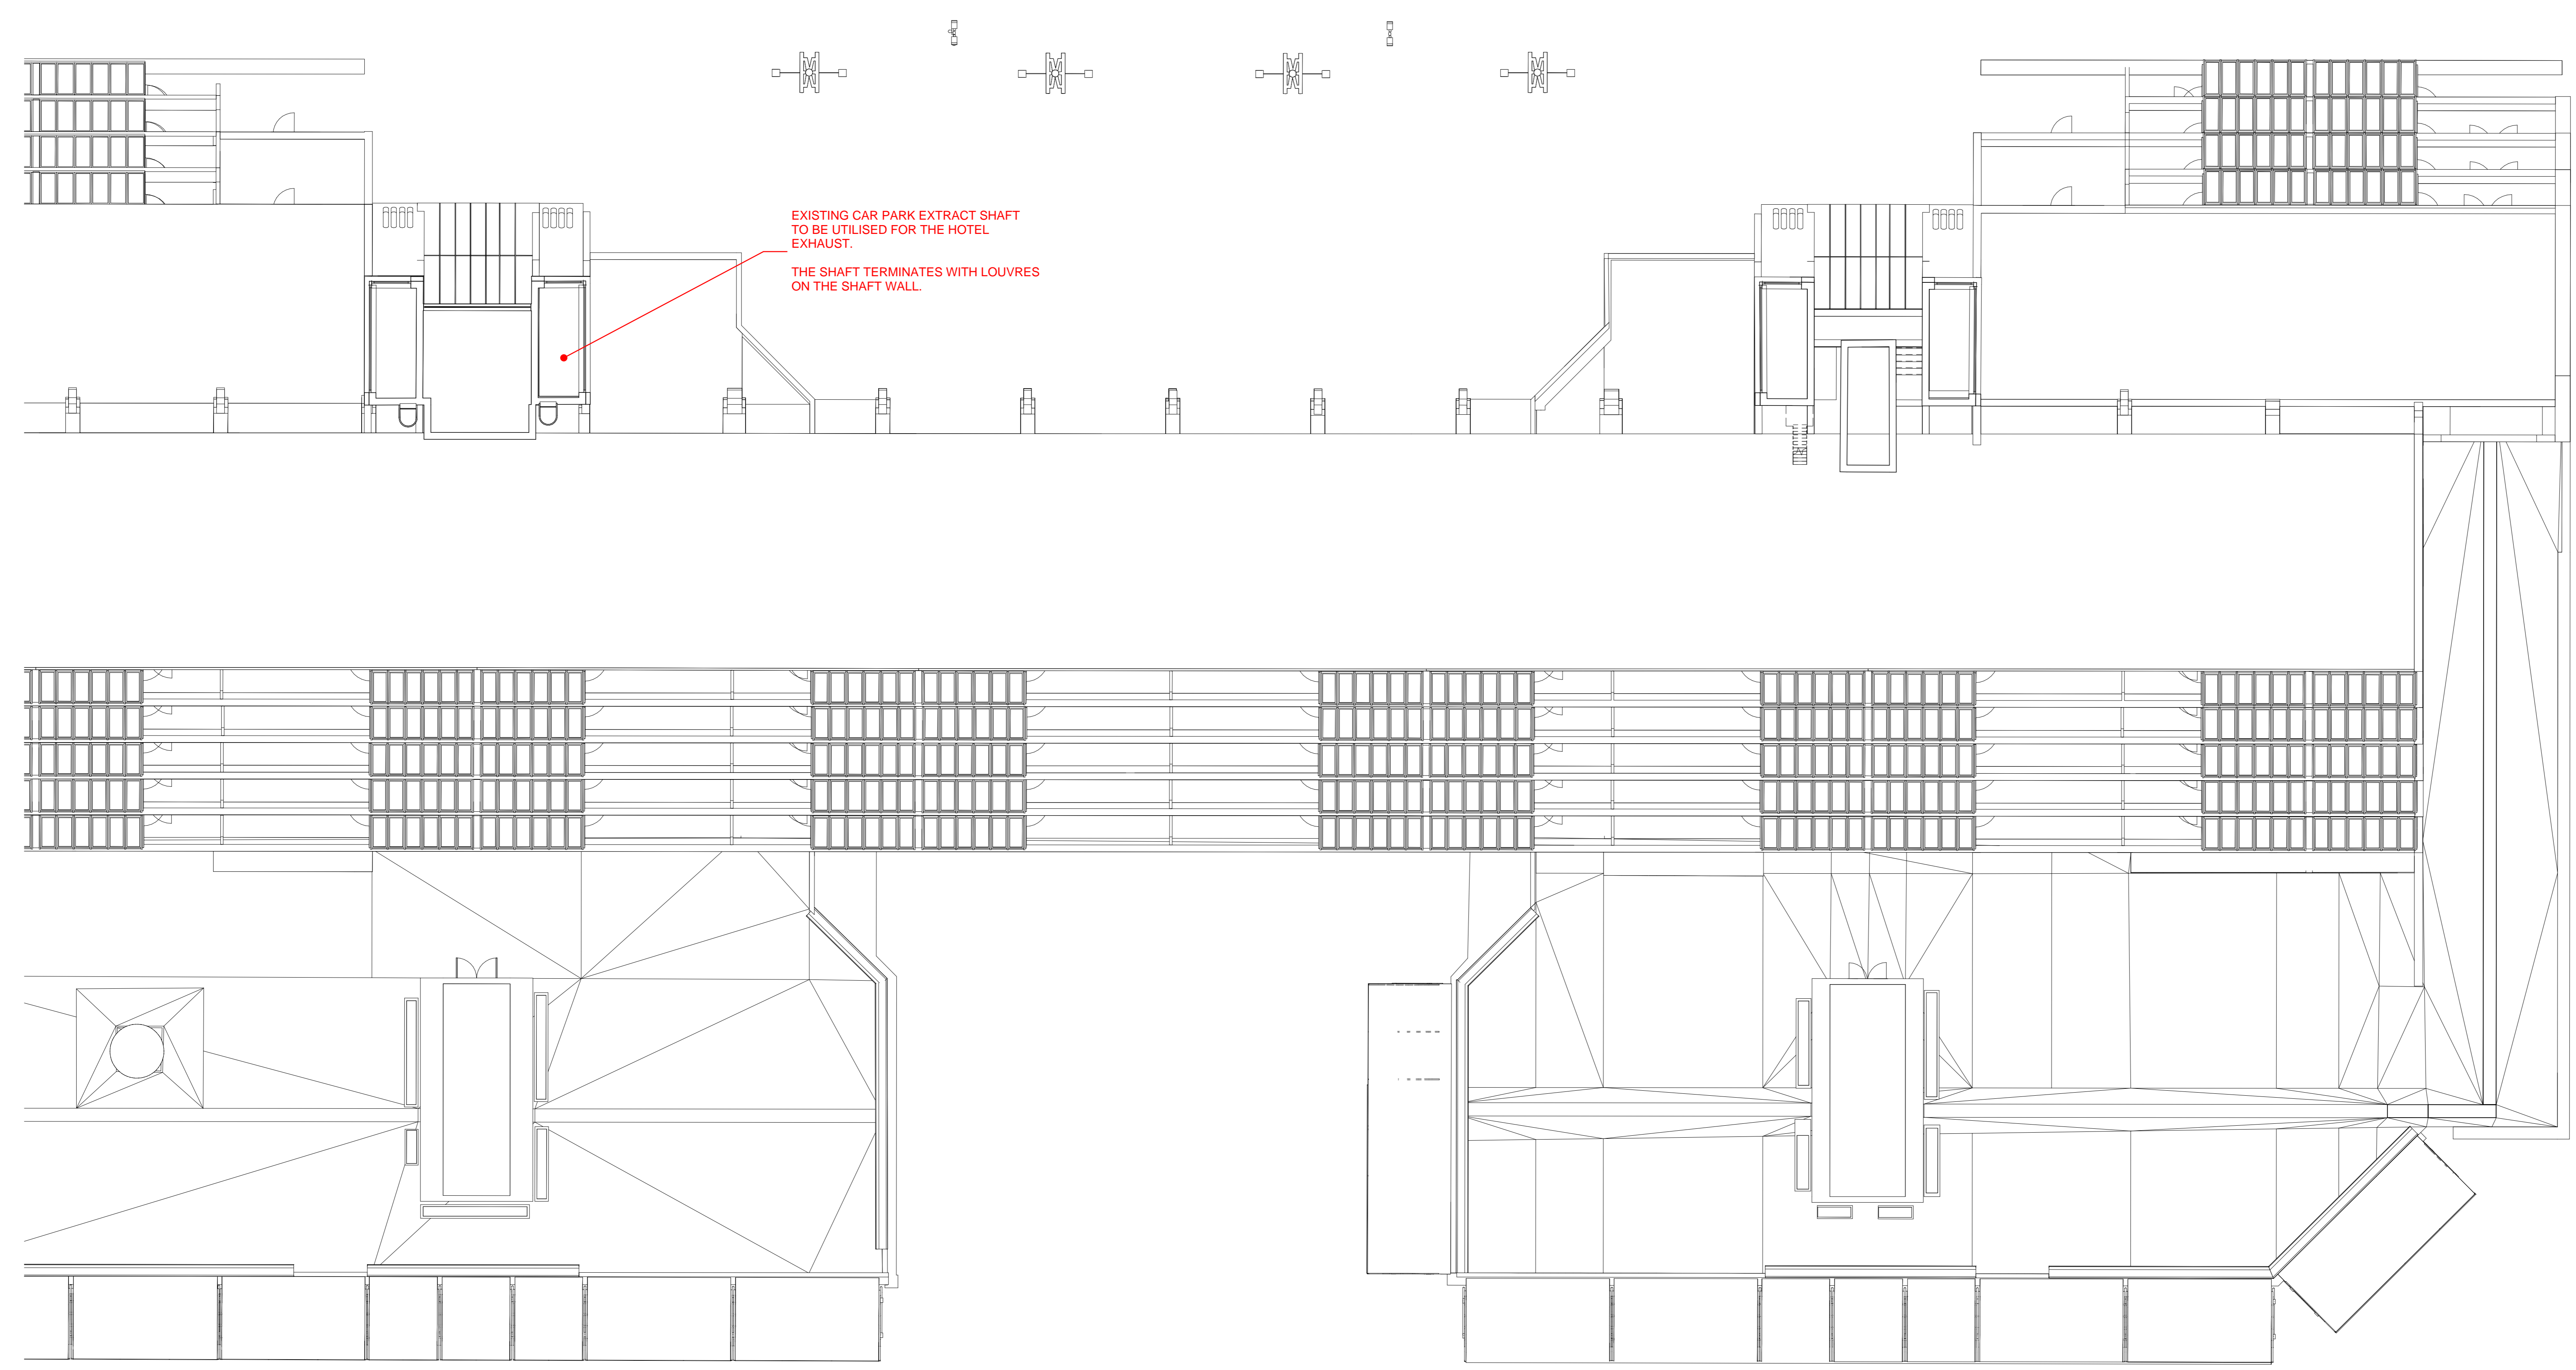 EXISTING CAR PARK EXTRACT SHAFT
TO BE UTILISED FOR THE HOTEL
EXHAUST.
THE SHAFT TERMINATES WITH LOUVRES
ON THE SHAFT WALL.